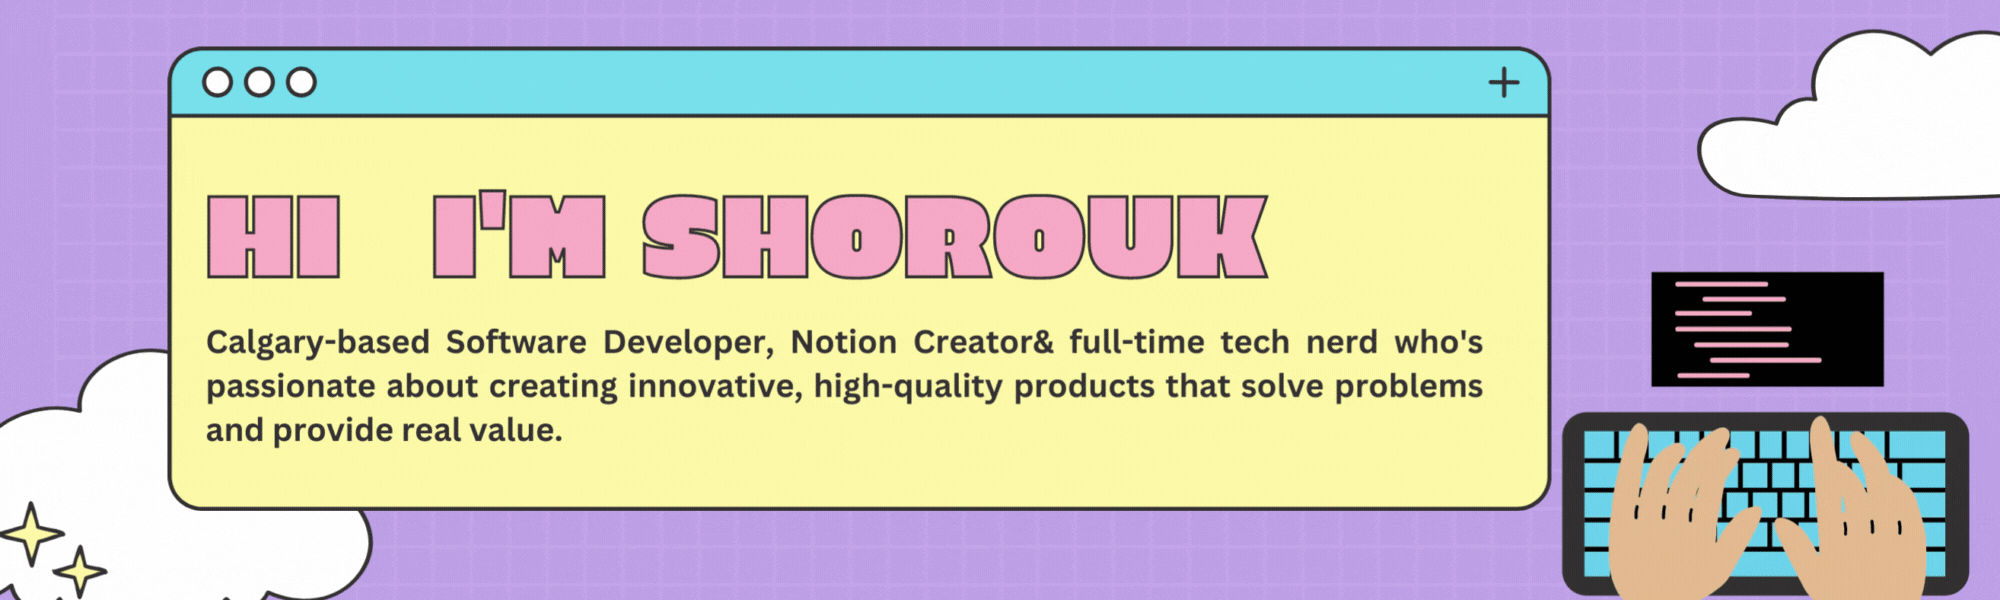 HI I'M SHOROUK
Calgary-based Software Developer, Notion Creator& full-time tech nerd who's
passionate about creating innovative, high-quality products that solve problems
and provide real value.